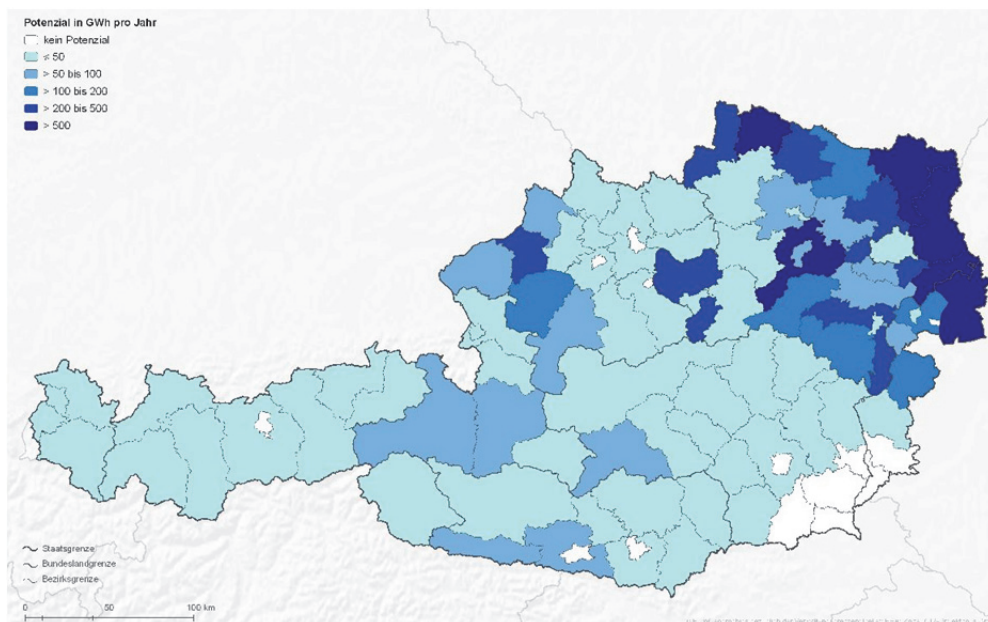 Potenzial in GWh pro Jahr
kein Potenzial
≤ 50
> 50 bis 100
> 100 bis 200
> 200 bis 500
> 500
Staatsgrenze
Bundeslandgrenze
Bezirksgrenze
0 50 100 km